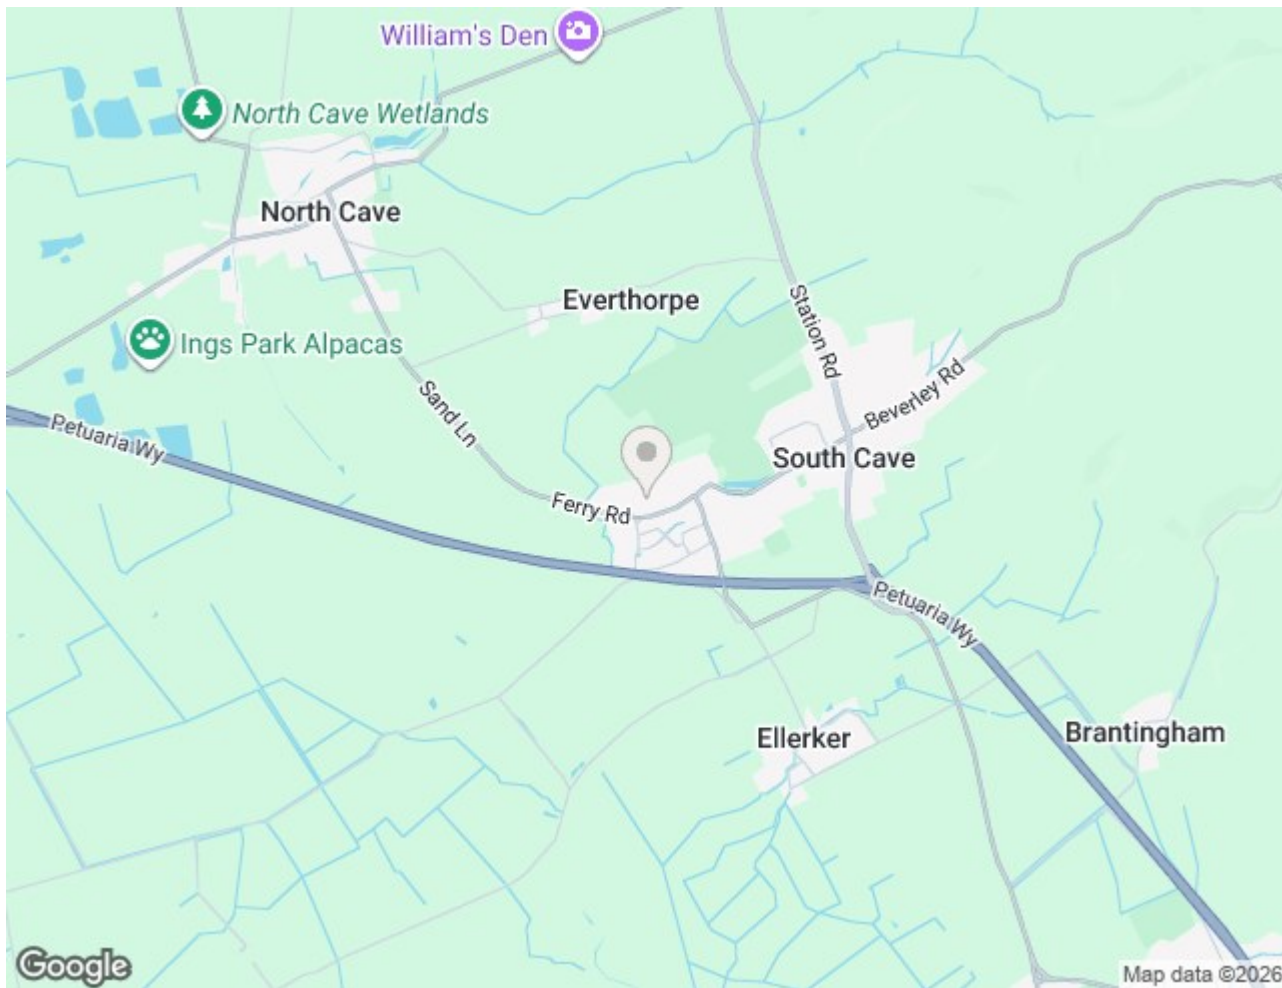 William's Den
North Cave Wetlands
North Cave
Everthorpe
Station Rd
Ings Park Alpacas
Beverley Rd
Sand Ln
Petuaria Wy
South Cave
Ferry Rd
Petuaria Wy
Ellerker
Brantingham
Google
Map data ©2026